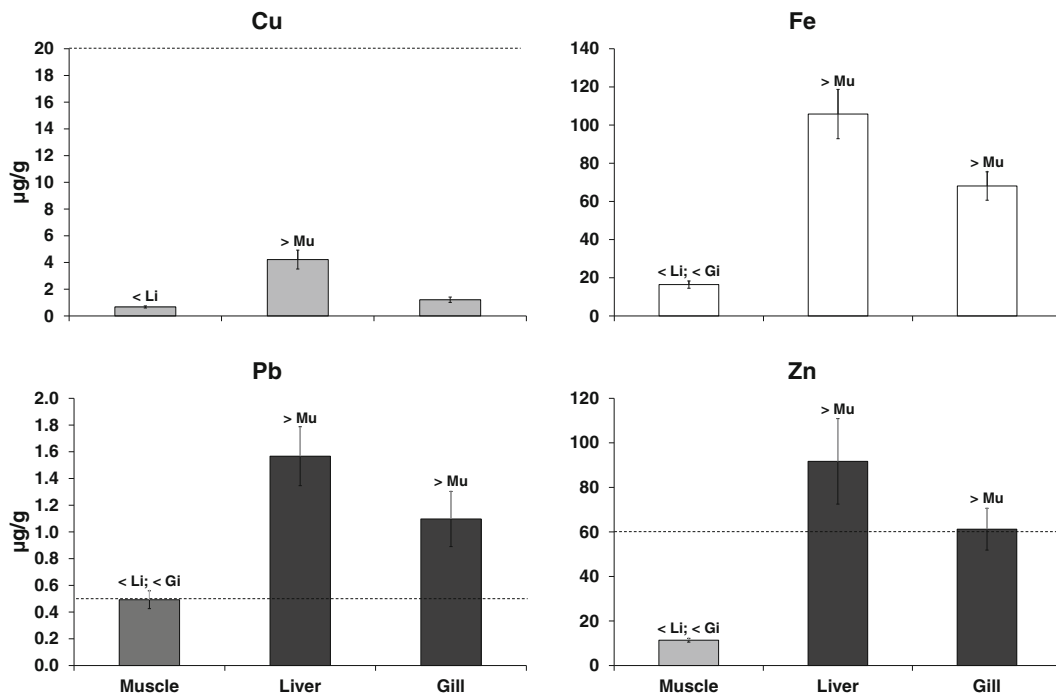 Cu
20
18
16
14
12
10
8
6
4
2
0
µg/g
< Li
> Mu
Fe
140
120
100
80
60
40
20
0
< Li; < Gi
> Mu
> Mu
Pb
2.0
1.8
1.6
1.4
1.2
1.0
0.8
0.6
0.4
0.2
0.0
µg/g
< Li; < Gi
> Mu
> Mu
Muscle Liver Gill
Zn
120
100
80
60
40
20
0
< Li; < Gi
> Mu
> Mu
Muscle Liver Gill